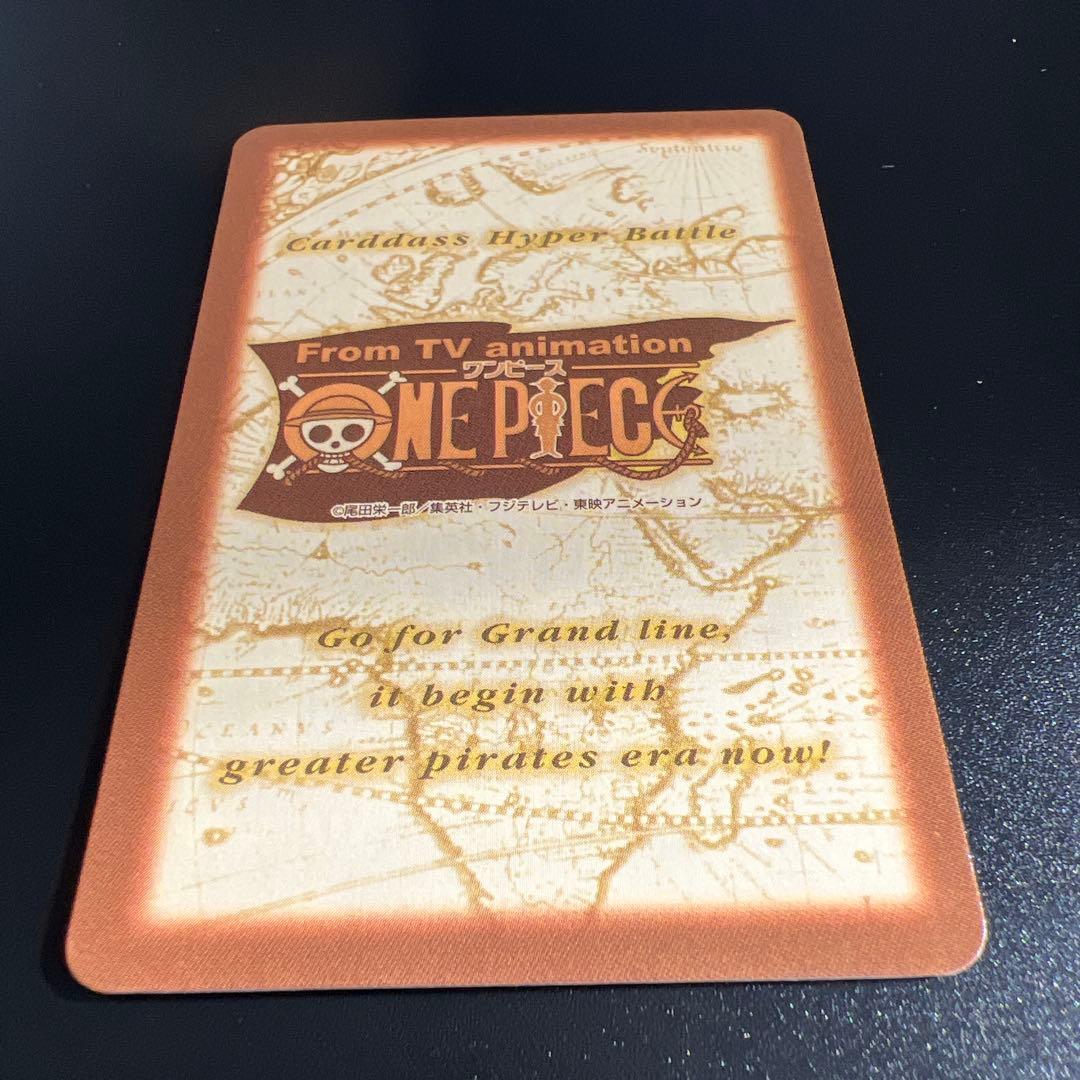 Septentrio
Carddass Hyper Battle
From TV animation
ワンピース
ONE PIECE
©尾田栄一郎／集英社・フジテレビ・東映アニメーション
Go for Grand line,
it begin with
greater pirates era now!